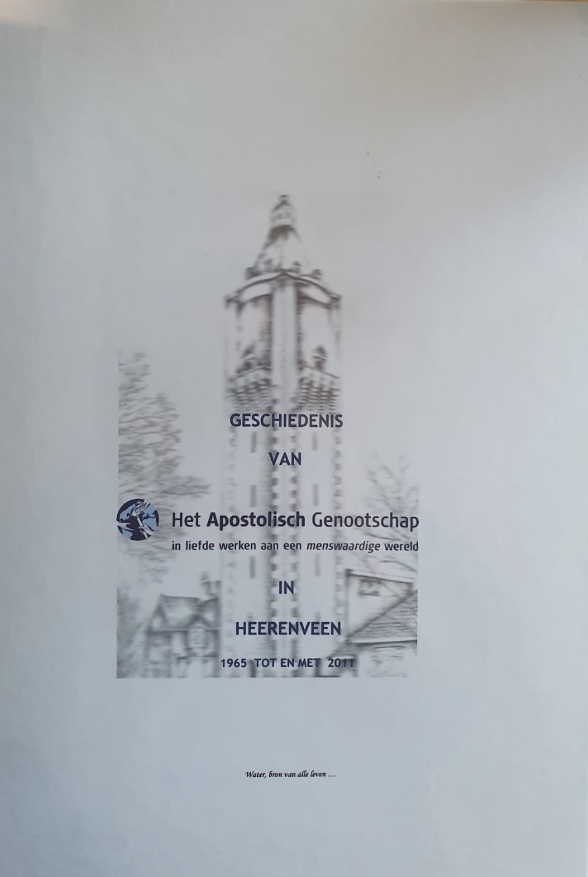 GESCHIEDENIS
VAN
Het Apostolisch Genootschap
in liefde werken aan een menswaardige wereld
IN
HEERENVEEN
1965 TOT EN MET 2011
Water, bron van alle leven ...